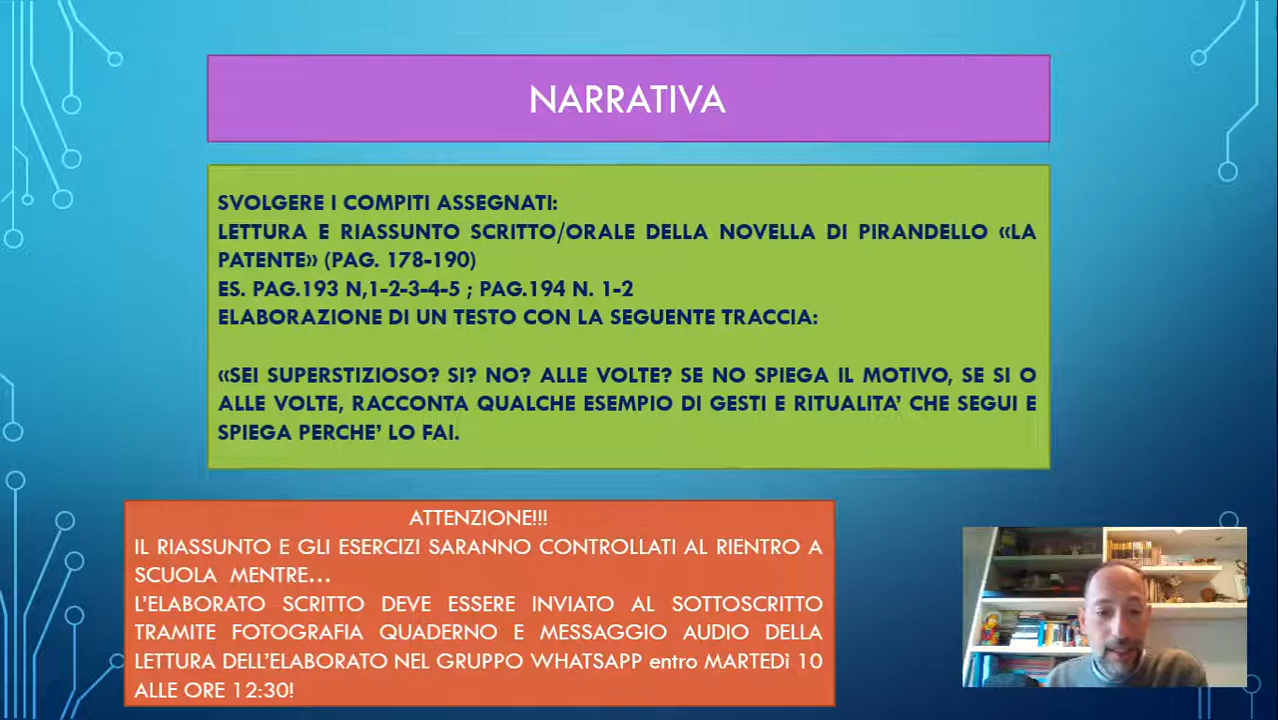 NARRATIVA
SVOLGERE I COMPITI ASSEGNATI:
LETTURA E RIASSUNTO SCRITTO/ORALE DELLA NOVELLA DI PIRANDELLO «LA
PATENTE» (PAG. 178-190)
ES. PAG.193 N,1-2-3-4-5 ; PAG.194 N. 1-2
ELABORAZIONE DI UN TESTO CON LA SEGUENTE TRACCIA:
«SEI SUPERSTIZIOSO? SI? NO? ALLE VOLTE? SE NO SPIEGA IL MOTIVO, SE SI O
ALLE VOLTE, RACCONTA QUALCHE ESEMPIO DI GESTI E RITUALITA' CHE SEGUI E
SPIEGA PERCHE' LO FAI.
ATTENZIONE!!!
IL RIASSUNTO E GLI ESERCIZI SARANNO CONTROLLATI AL RIENTRO A
SCUOLA MENTRE...
L'ELABORATO SCRITTO DEVE ESSERE INVIATO AL SOTTOSCRITTO
TRAMITE FOTOGRAFIA QUADERNO E MESSAGGIO AUDIO DELLA
LETTURA DELL'ELABORATO NEL GRUPPO WHATSAPP entro MARTEDì 10
ALLE ORE 12:30!